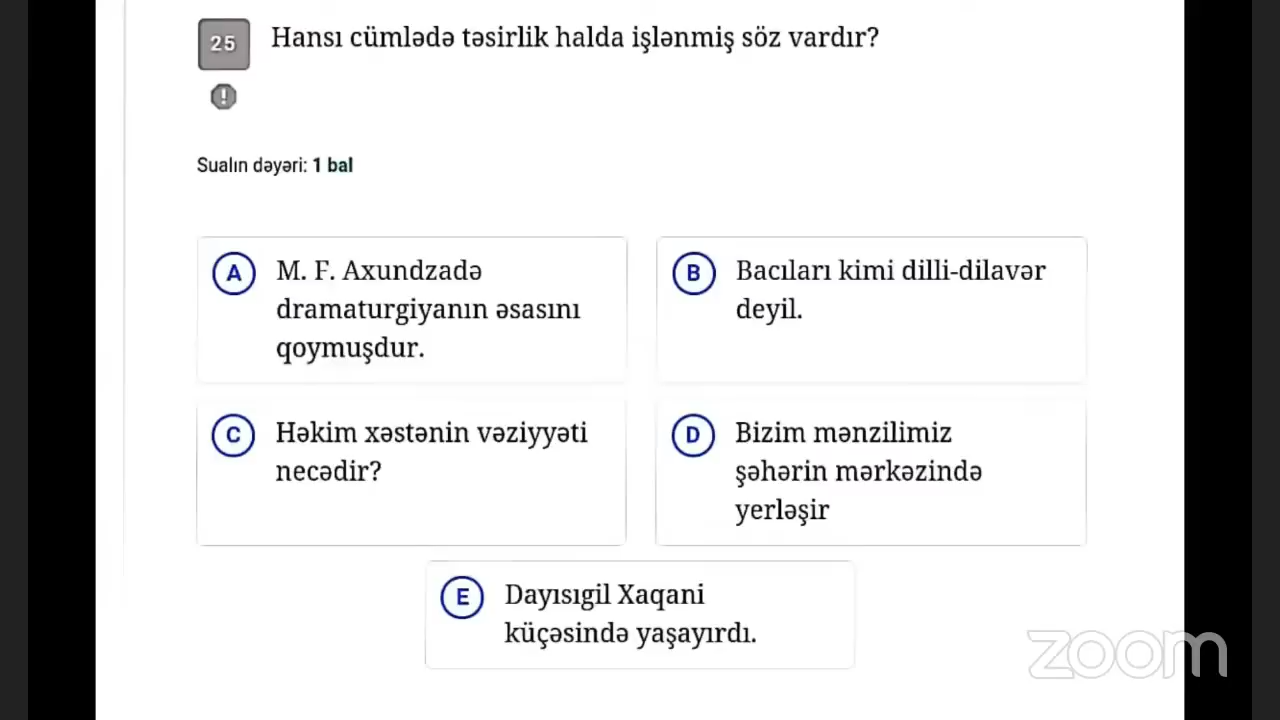 25
Hansı cümlədə təsirlik halda işlənmiş söz vardır?
!
Sualın dəyəri: 1 bal
A
M. F. Axundzadə
dramaturgiyanın əsasını
qoymuşdur.
B
Bacıları kimi dilli-dilavər
deyil.
C
Həkim xəstənin vəziyyəti
necədir?
D
Bizim mənzilimiz
şəhərin mərkəzində
yerləşir
E
Dayısıgil Xaqani
küçəsində yaşayırdı.
zoom